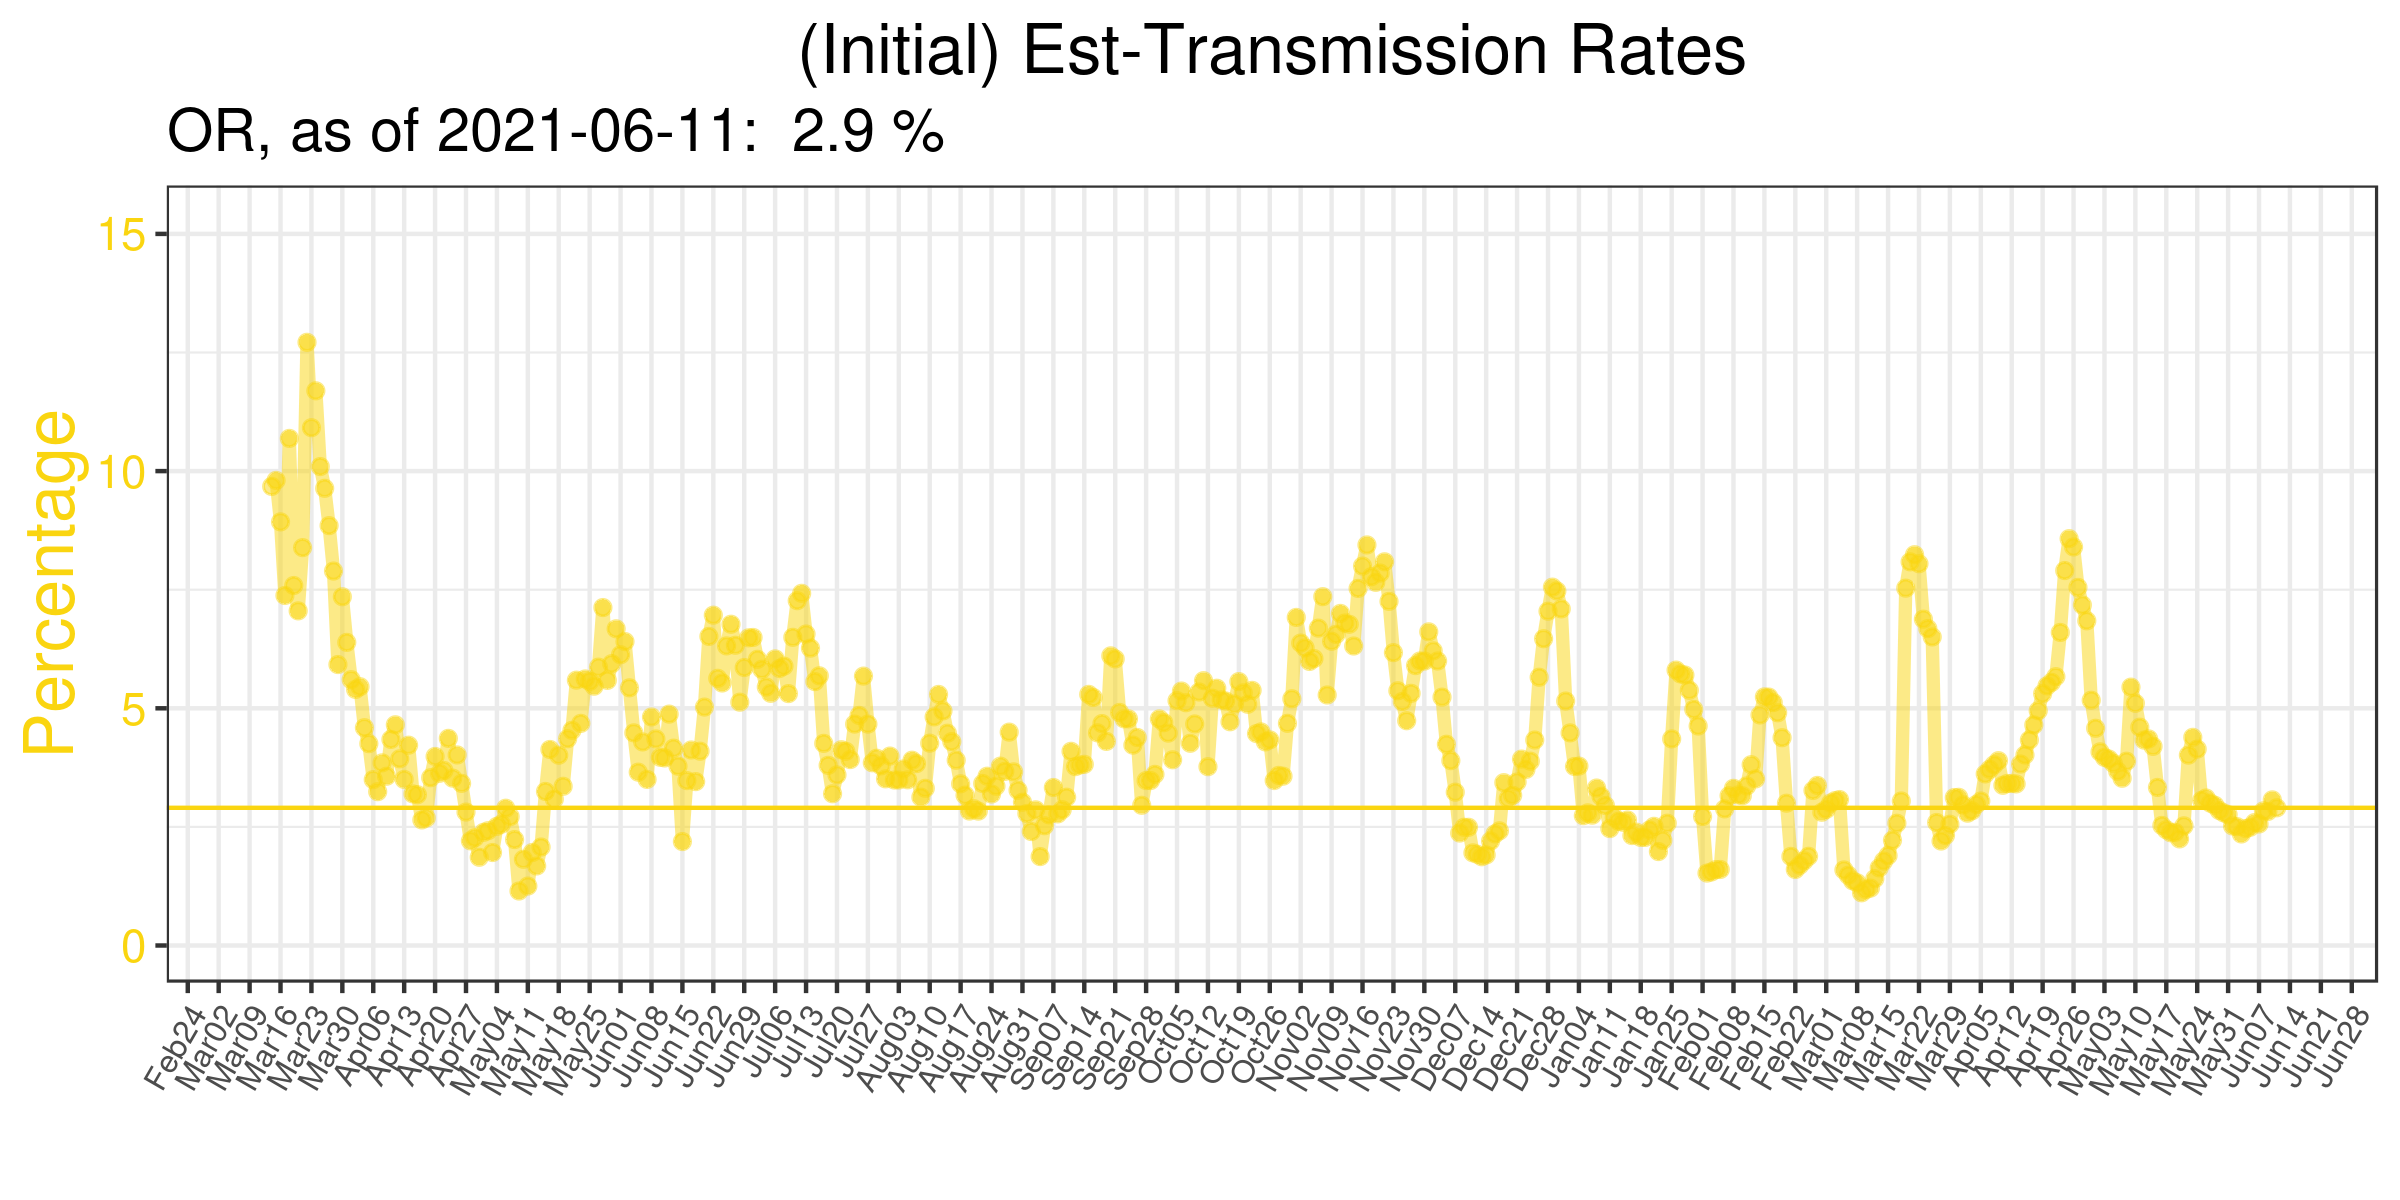 (Initial) Est-Transmission Rates
OR, as of 2021-06-11:  2.9 %
Percentage
15
10
5
0
Feb24 Mar02 Mar09 Mar16 Mar23 Mar30 Apr06 Apr13 Apr20 Apr27 May04 May11 May18 May25 Jun01 Jun08 Jun15 Jun22 Jun29 Jul06 Jul13 Jul20 Jul27 Aug03 Aug10 Aug17 Aug24 Aug31 Sep07 Sep14 Sep21 Sep28 Oct05 Oct12 Oct19 Oct26 Nov02 Nov09 Nov16 Nov23 Nov30 Dec07 Dec14 Dec21 Dec28 Jan04 Jan11 Jan18 Jan25 Feb01 Feb08 Feb15 Feb22 Mar01 Mar08 Mar15 Mar22 Mar29 Apr05 Apr12 Apr19 Apr26 May03 May10 May17 May24 May31 Jun07 Jun14 Jun21 Jun28